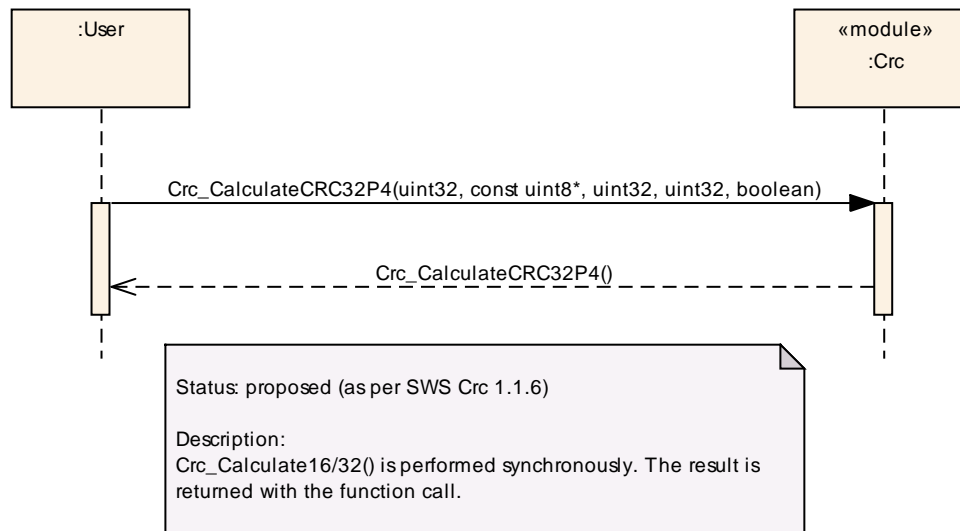 :User
«module»
:Crc
Crc_CalculateCRC32P4(uint32, const uint8*, uint32, uint32, boolean)
Crc_CalculateCRC32P4()
Status: proposed (as per SWS Crc 1.1.6)
Description:
Crc_Calculate16/32() is performed synchronously. The result is
returned with the function call.